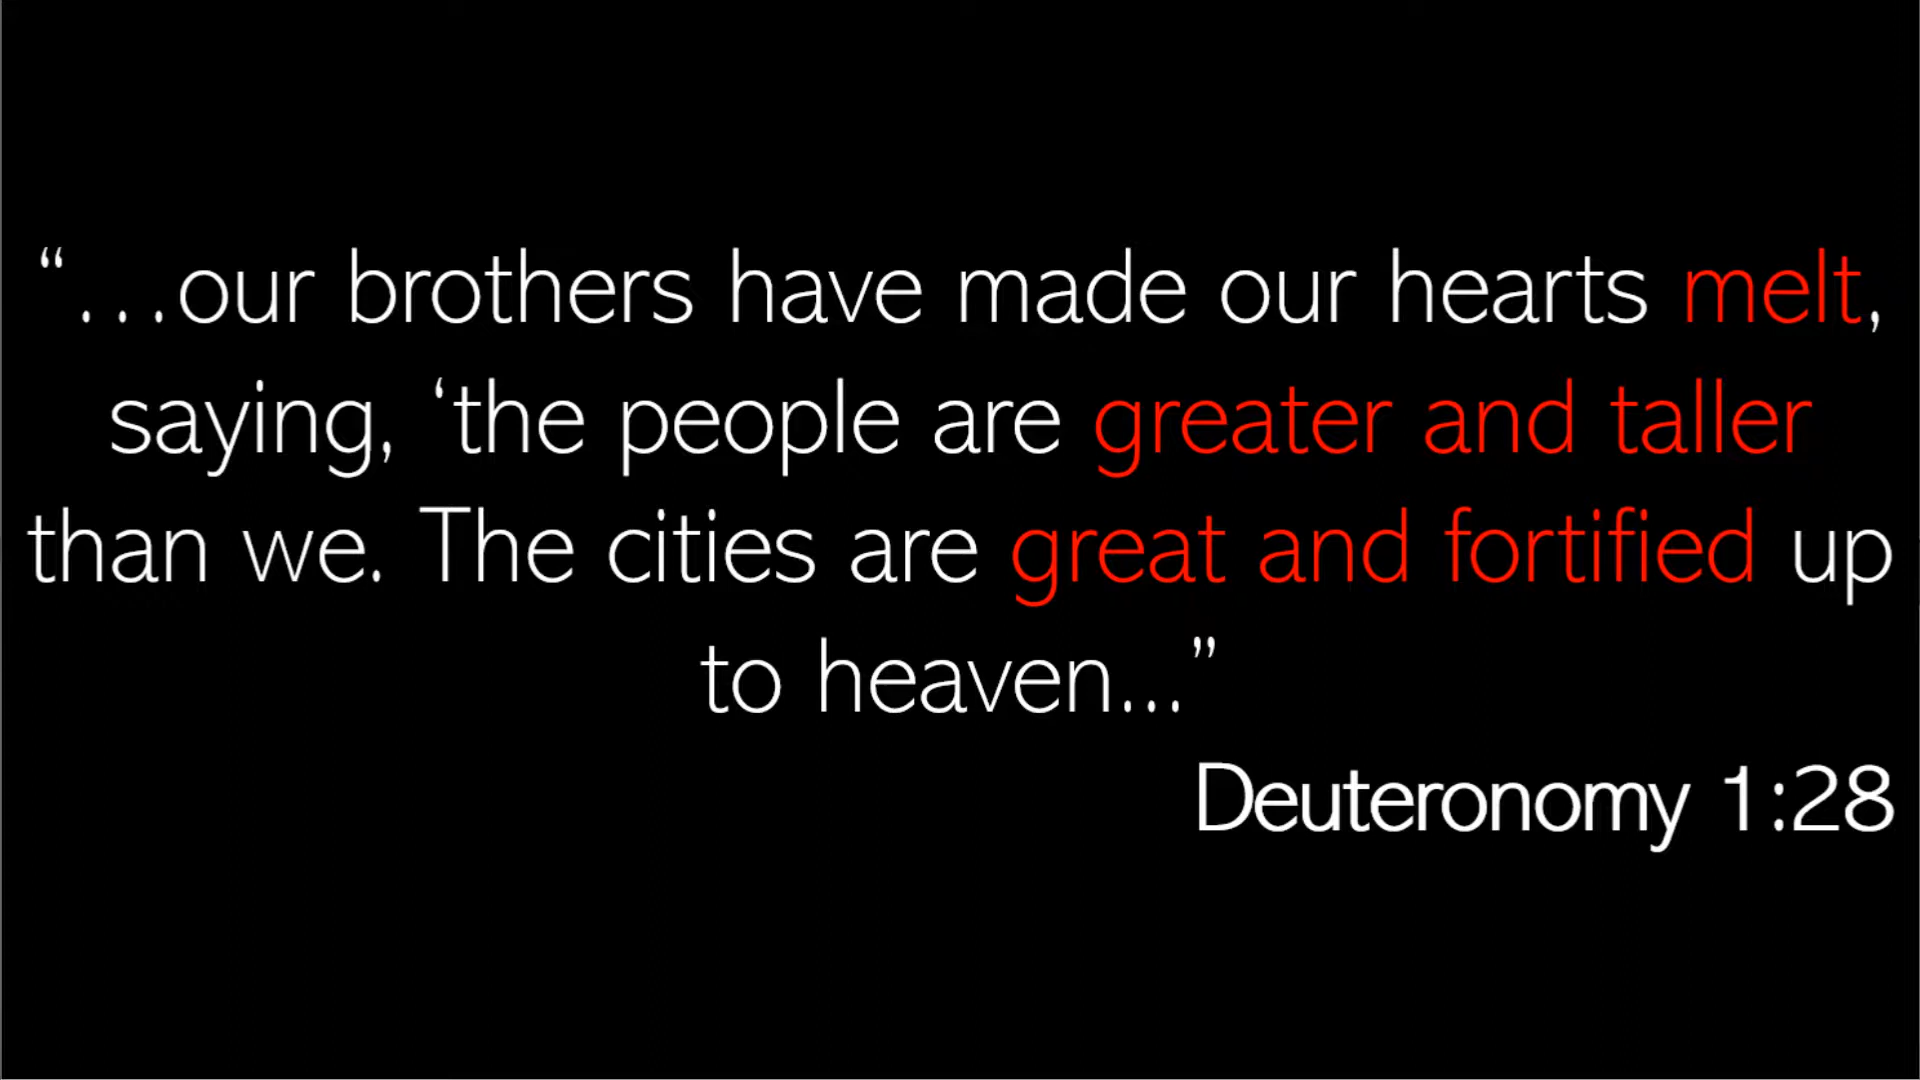 “…our brothers have made our hearts melt,
saying, ‘the people are greater and taller
than we. The cities are great and fortified up
to heaven...”
Deuteronomy 1:28